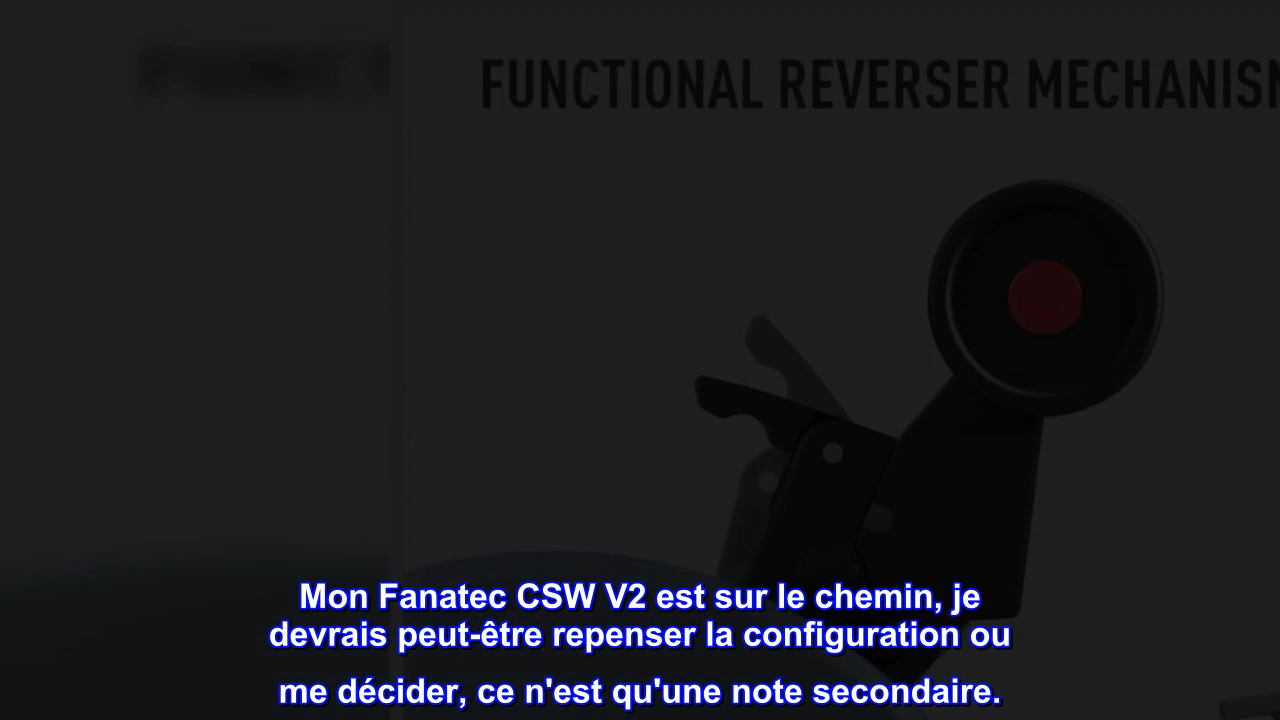 FUNCTIONAL REVERSER MECHANISM
Mon Fanatec CSW V2 est sur le chemin, je
devrais peut-être repenser la configuration ou
me décider, ce n'est qu'une note secondaire.